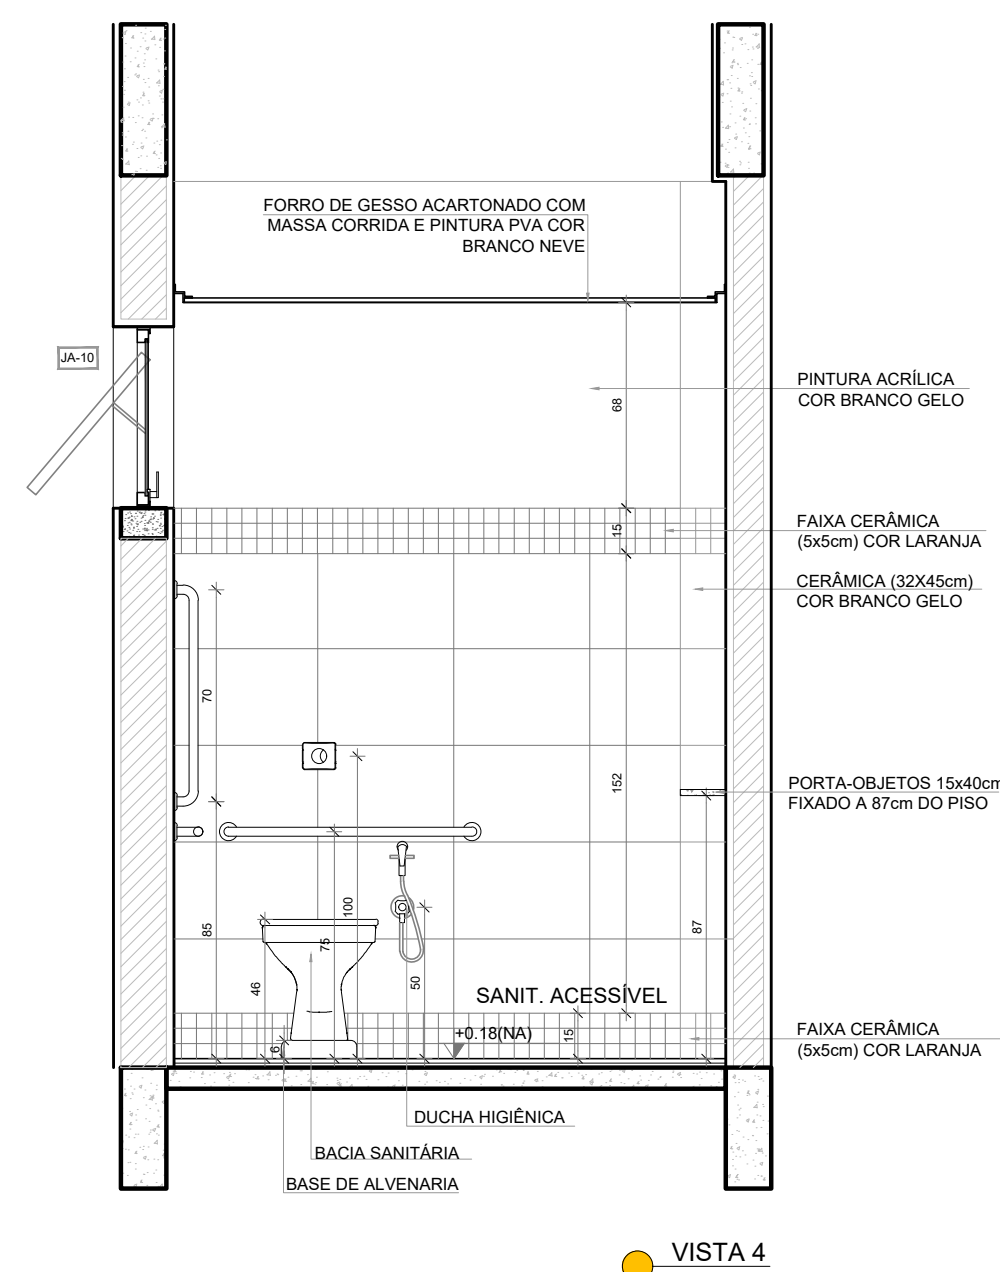 FORRO DE GESSO ACARTONADO COM
MASSA CORRIDA E PINTURA PVA COR
BRANCO NEVE
JA-10
PINTURA ACRÍLICA
COR BRANCO GELO
68
FAIXA CERÂMICA
(5x5cm) COR LARANJA
15
CERÂMICA (32X45cm)
COR BRANCO GELO
70
152
PORTA-OBJETOS 15x40cm
FIXADO A 87cm DO PISO
100
85
75
87
46
50
SANIT. ACESSÍVEL
+0.18(NA)
15
6
FAIXA CERÂMICA
(5x5cm) COR LARANJA
DUCHA HIGIÊNICA
BACIA SANITÁRIA
BASE DE ALVENARIA
VISTA 4